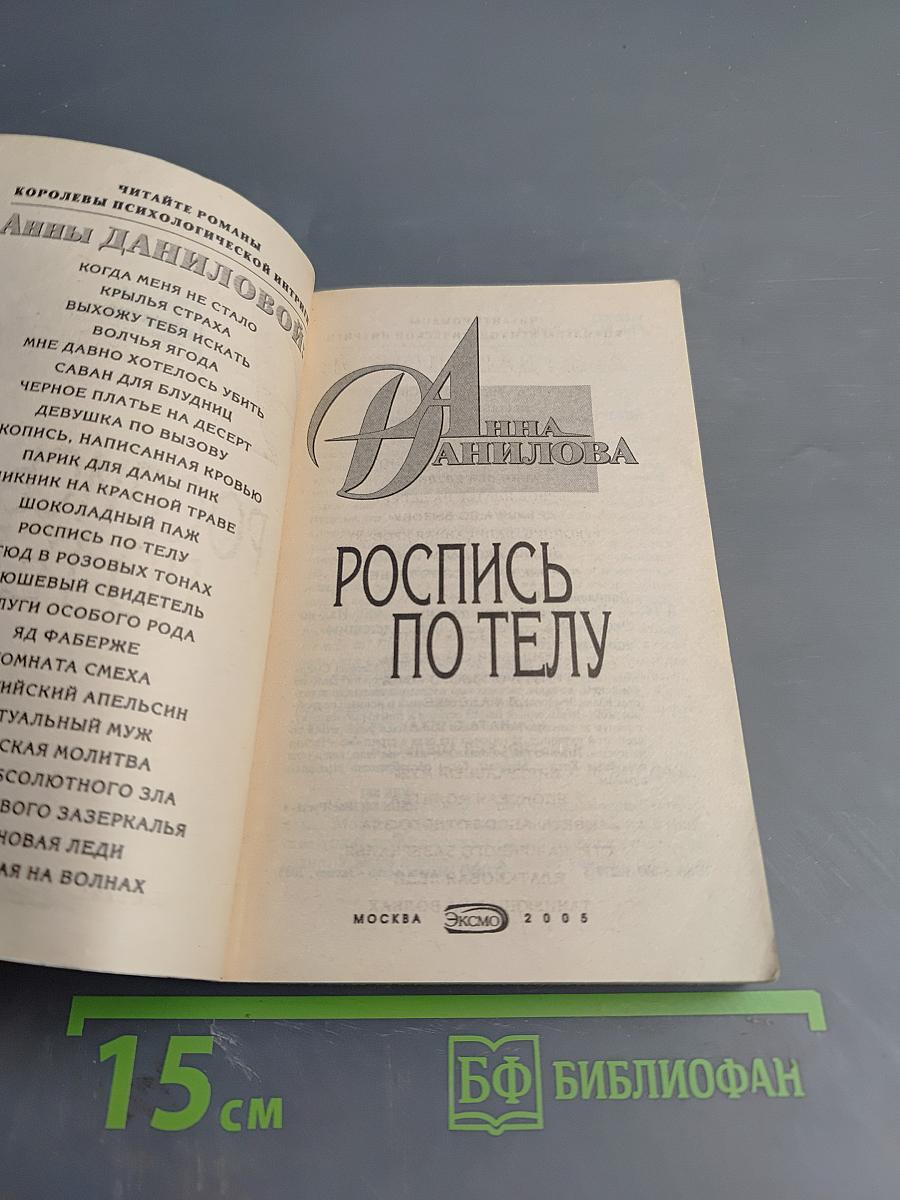 ЧИТАЙТЕ РОМАНЫ
КОРОЛЕВЫ ПСИХОЛОГИЧЕСКОЙ
Анны ДАНИЛОВОЙ
КОГДА МЕНЯ НЕ СТАЛО
КРЫЛЬЯ СТРАХА
ВЫХОЖУ ТЕБЯ ИСКАТЬ
ВОЛЧЬЯ ЯГОДА
МНЕ ДАВНО ХОТЕЛОСЬ УБИТЬ
САВАН ДЛЯ БЛУДНИЦ
ЧЕРНОЕ ПЛАТЬЕ НА ДЕСЕРТ
ДЕВУШКА ПО ВЫЗОВУ
КОПИСЬ, НАПИСАННАЯ КРОВЬЮ
ПАРИК ДЛЯ ДАМЫ ПИК
ИКНИК НА КРАСНОЙ ТРАВЕ
ШОКОЛАДНЫЙ ПАЖ
РОСПИСЬ ПО ТЕЛУ
ТЮД В РОЗОВЫХ ТОНАХ
ЮШЕВЫЙ СВИДЕТЕЛЬ
ЛУГИ ОСОБОГО РОДА
ЯД ФАБЕРЖЕ
ОМНАТА СМЕХА
ИЙСКИЙ АПЕЛЬСИН
ТУАЛЬНЫЙ МУЖ
СКАЯ МОЛИТВА
БСОЛЮТНОГО ЗЛА
ВОГО ЗАЗЕРКАЛЬЯ
НОВАЯ ЛЕДИ
АЯ НА ВОЛНАХ
АННА
ДАНИЛОВА
РОСПИСЬ
ПО ТЕЛУ
МОСКВА ЭКСМО 2005
15 см
БФ БИБЛИОФАН